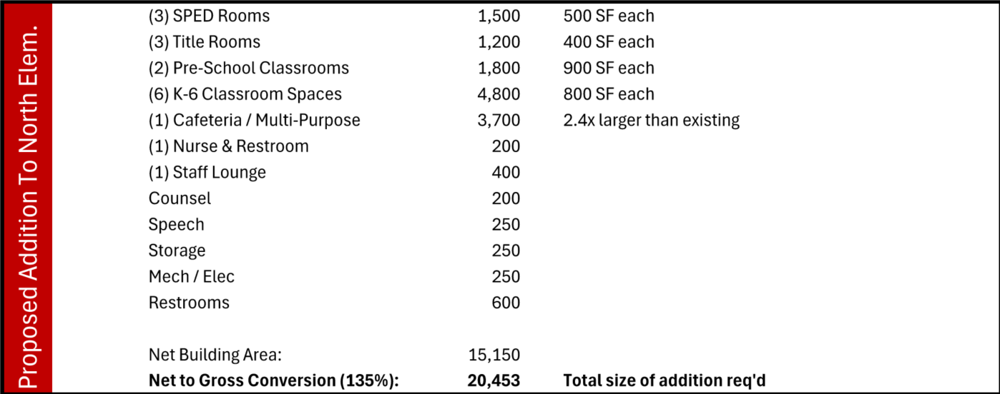 Proposed Addition To North Elem.
(3) SPED Rooms 1,500 500 SF each
(3) Title Rooms 1,200 400 SF each
(2) Pre-School Classrooms 1,800 900 SF each
(6) K-6 Classroom Spaces 4,800 800 SF each
(1) Cafeteria / Multi-Purpose 3,700 2.4x larger than existing
(1) Nurse & Restroom 200
(1) Staff Lounge 400
Counsel 200
Speech 250
Storage 250
Mech / Elec 250
Restrooms 600
Net Building Area: 15,150
Net to Gross Conversion (135%): 20,453 Total size of addition req'd